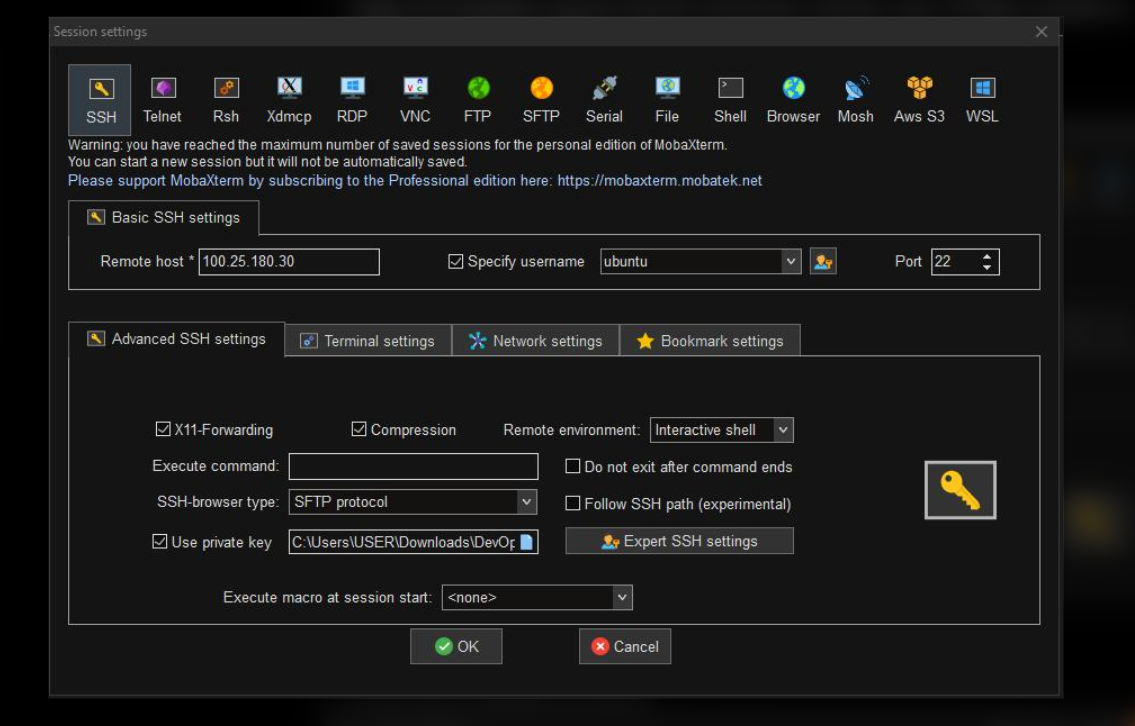 Session settings
SSH Telnet Rsh Xdmcp RDP VNC FTP SFTP Serial File Shell Browser Mosh Aws S3 WSL
Warning: you have reached the maximum number of saved sessions for the personal edition of MobaXterm.
You can start a new session but it will not be automatically saved.
Please support MobaXterm by subscribing to the Professional edition here: https://mobaxterm.mobatek.net
Basic SSH settings
Remote host * 100.25.180.30 Specify username ubuntu Port 22
Advanced SSH settings Terminal settings Network settings Bookmark settings
X11-Forwarding Compression Remote environment: Interactive shell
Execute command: Do not exit after command ends
SSH-browser type: SFTP protocol Follow SSH path (experimental)
Use private key C:\Users\USER\Downloads\DevOp Expert SSH settings
Execute macro at session start: <none>
OK Cancel